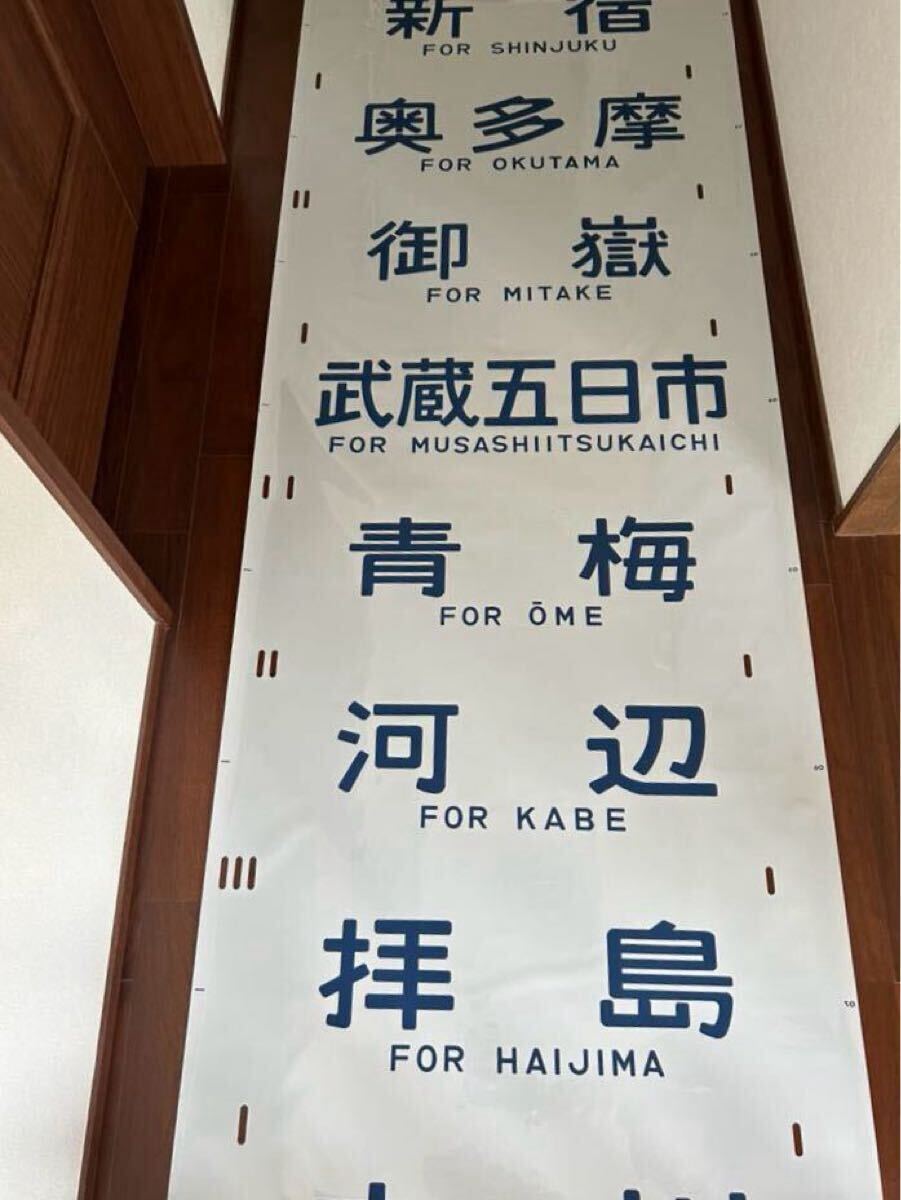 新宿
FOR SHINJUKU
奥多摩
FOR OKUTAMA
御嶽
FOR MITAKE
武蔵五日市
FOR MUSASHIITSUKAICHI
青梅
FOR ŌME
河辺
FOR KABE
拝島
FOR HAIJIMA